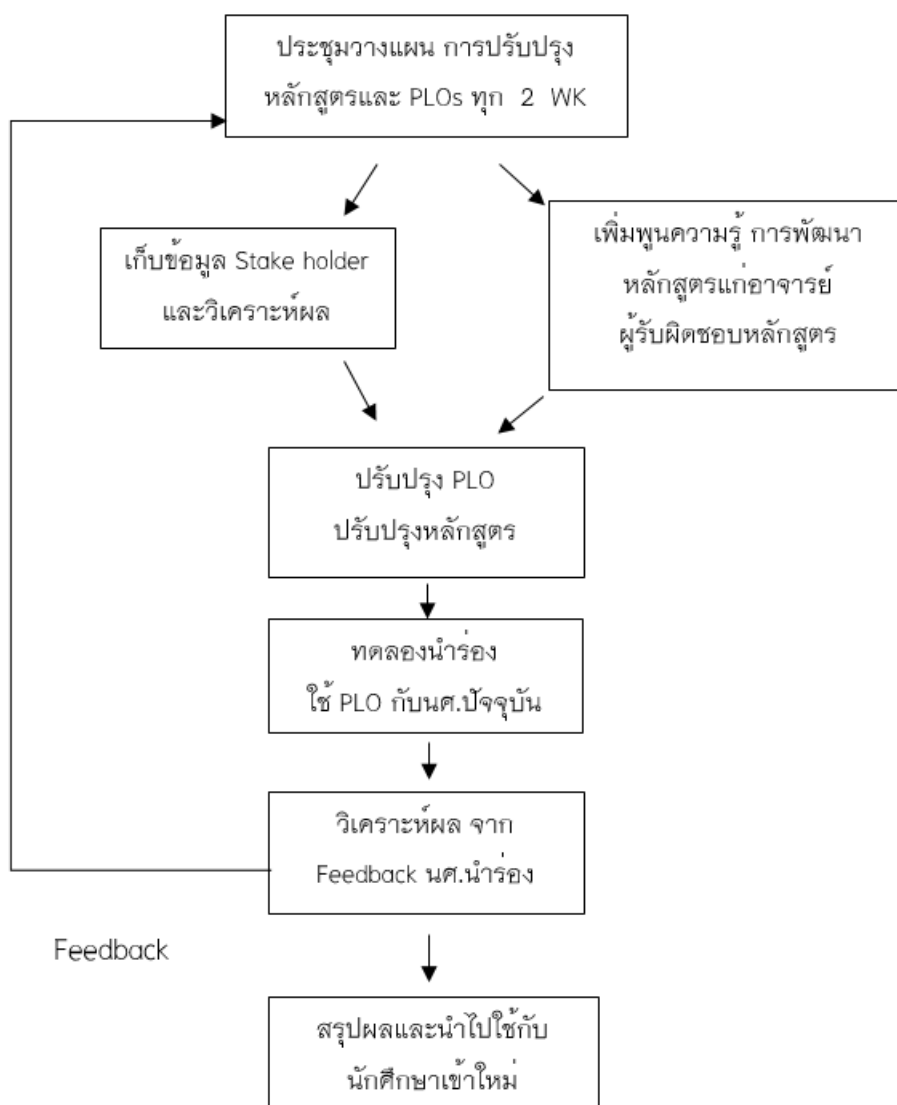 ประชุมวางแผน การปรับปรุง
หลักสูตรและ PLOs ทุก 2 WK
เก็บข้อมูล Stake holder
และวิเคราะห์ผล
เพิ่มพูนความรู้ การพัฒนา
หลักสูตรแก่อาจารย์
ผู้รับผิดชอบหลักสูตร
ปรับปรุง PLO
ปรับปรุงหลักสูตร
ทดลองนำร่อง
ใช้ PLO กับนศ.ปัจจุบัน
วิเคราะห์ผล จาก
Feedback นศ.นำร่อง
Feedback
สรุปผลและนำไปใช้กับ
นักศึกษาเข้าใหม่